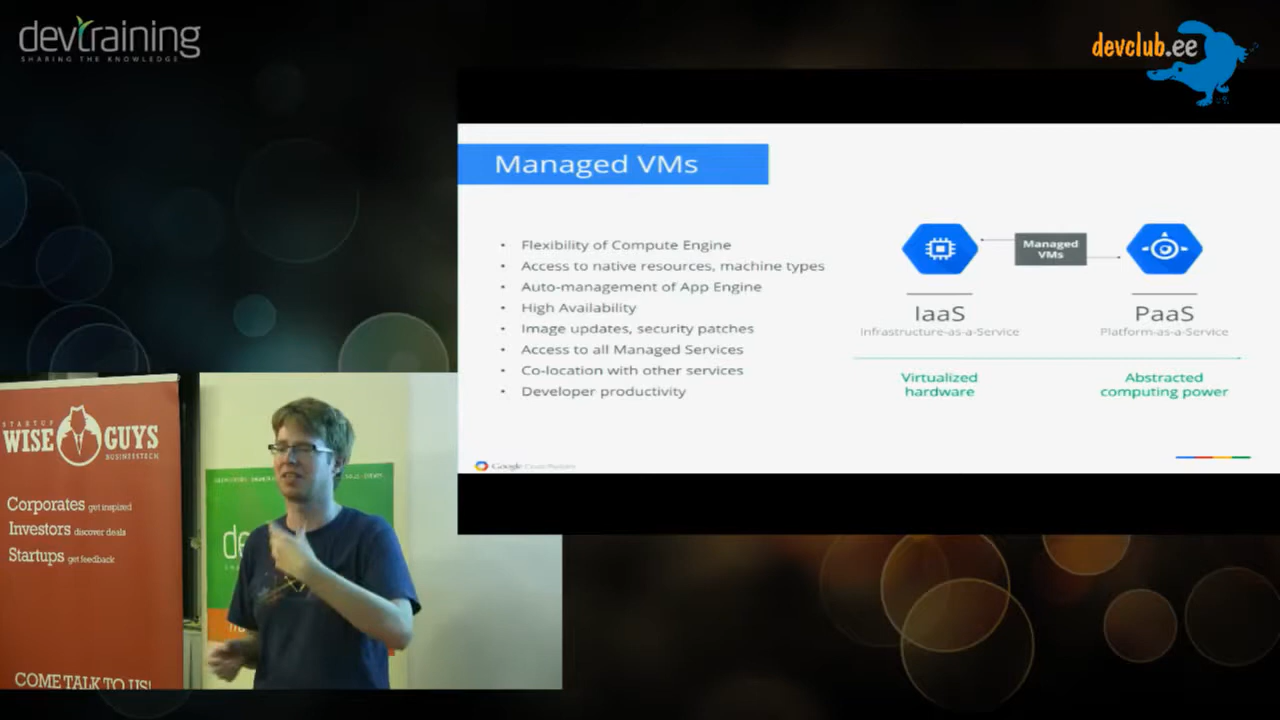 devtraining
SHARING THE KNOWLEDGE
devclub.ee
Managed VMs
• Flexibility of Compute Engine
• Access to native resources, machine types
• Auto-management of App Engine
• High Availability
• Image updates, security patches
• Access to all Managed Services
• Co-location with other services
• Developer productivity
Managed
VMs
IaaS
Infrastructure-as-a-Service
PaaS
Platform-as-a-Service
Virtualized
hardware
Abstracted
computing power
Google Cloud Platform
STARTUP
WISE GUYS
BUSINESSTECH
Corporates get inspired
Investors discover deals
Startups get feedback
COME TALK TO US!
de